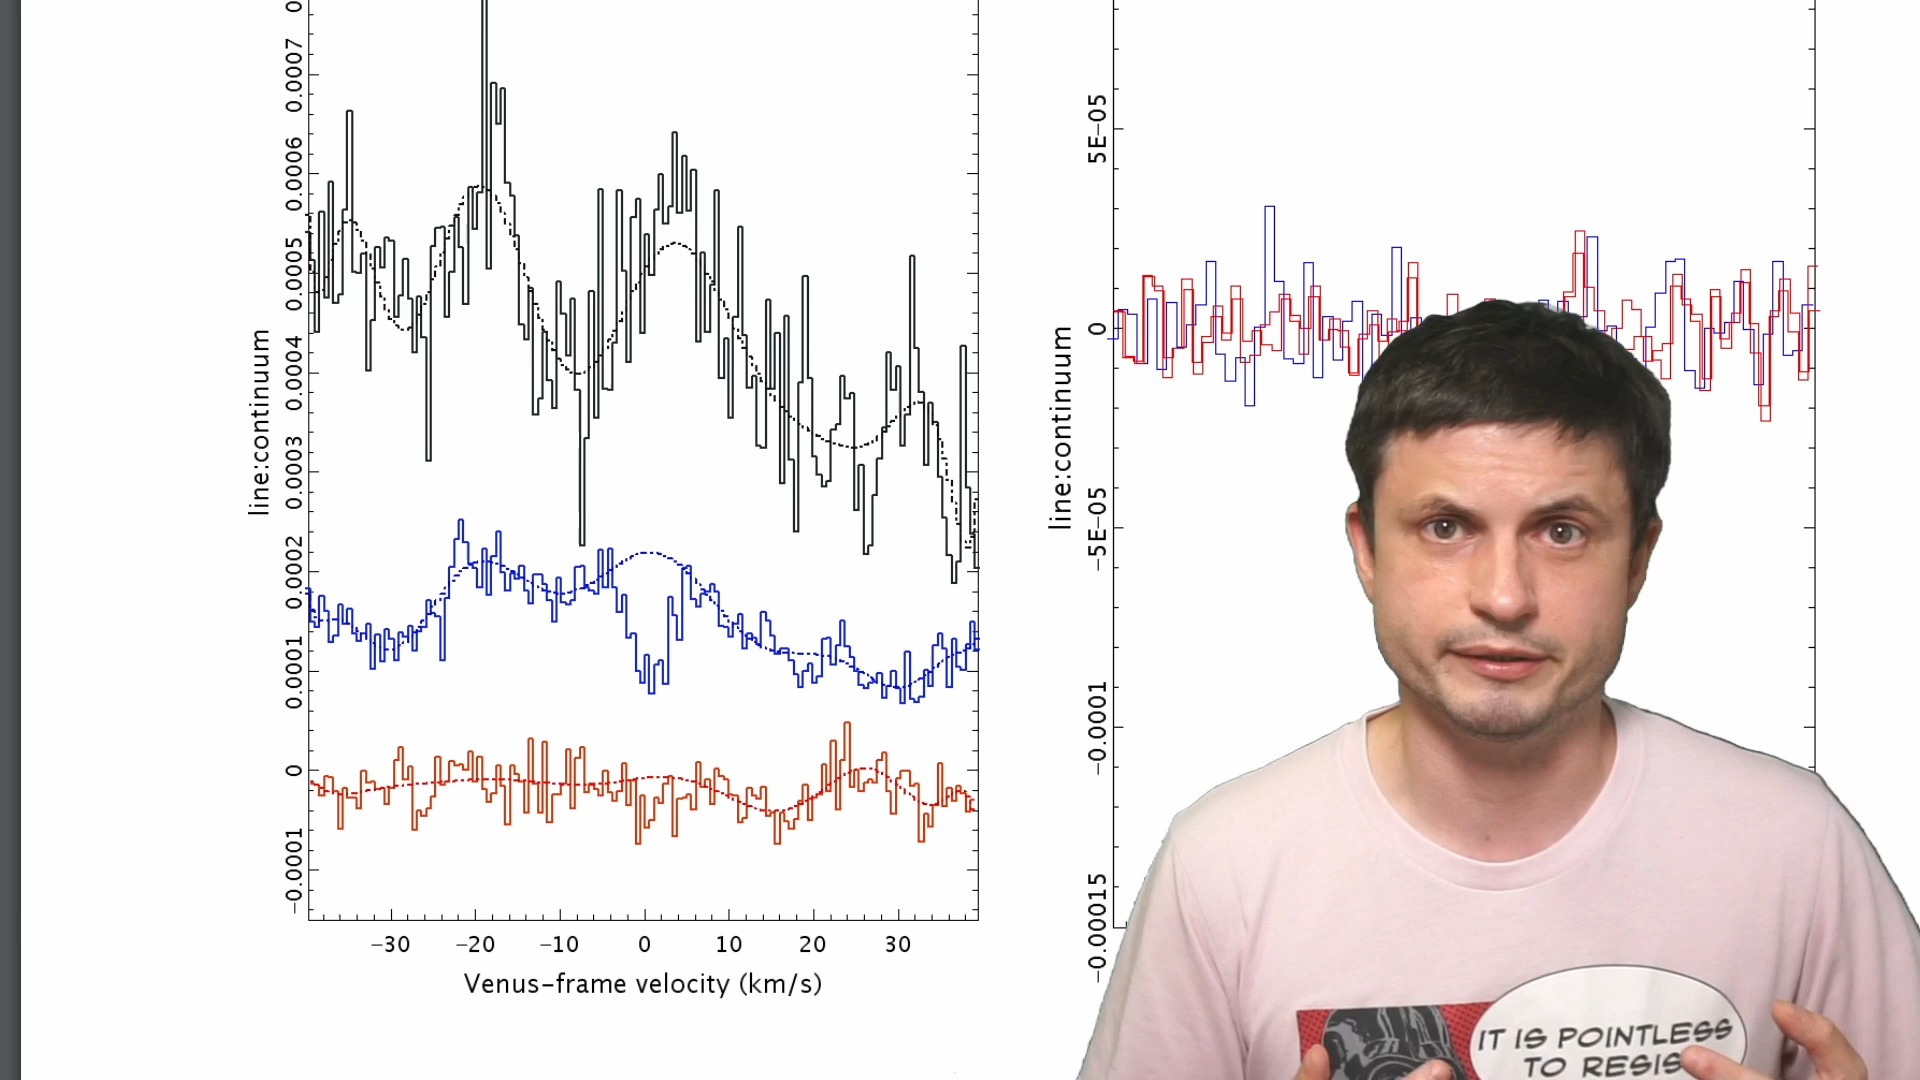 0.0007
0.0006
0.0005
0.0004
0.0003
0.0002
0.0001
0
−0.0001
line:continuum
−30 −20 −10 0 10 20 30
Venus−frame velocity (km/s)
5E−05
0
−5E−05
−0.0001
−0.00015
line:continuum
IT IS POINTLESS
TO RESIS